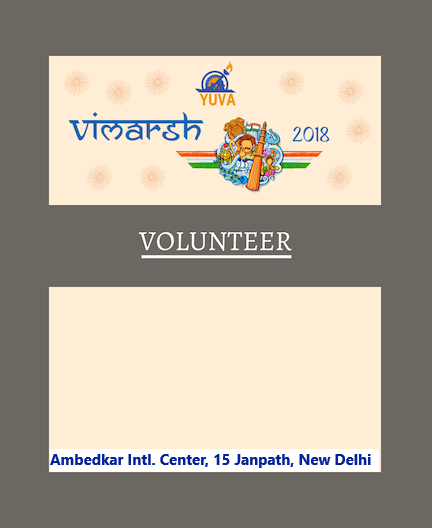 YUVA
vimarsh 2018
VOLUNTEER
Ambedkar Intl. Center, 15 Janpath, New Delhi